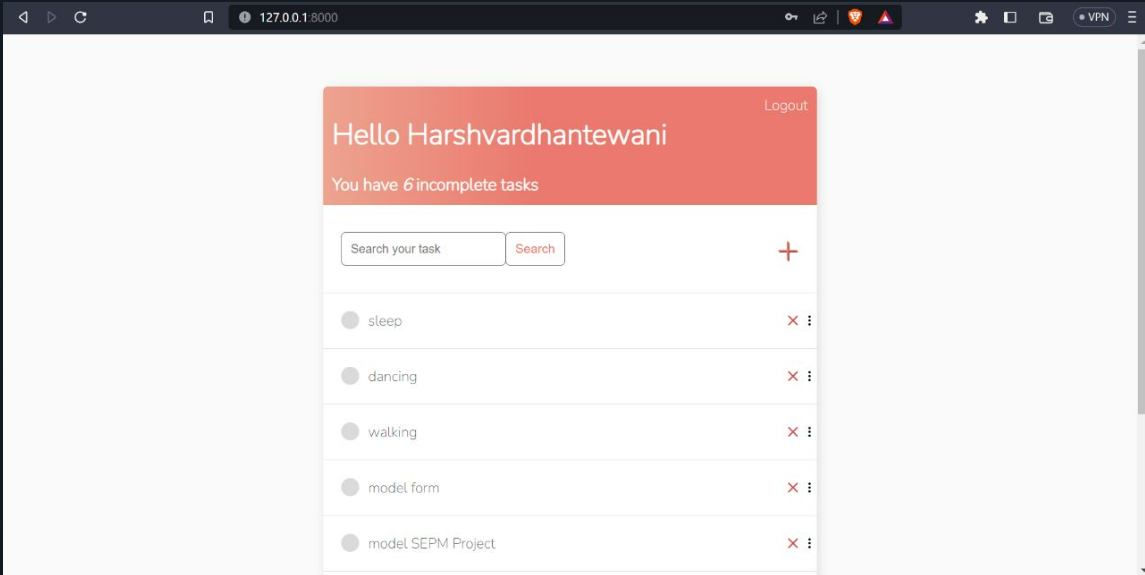 127.0.0.1:8000
VPN
Logout
Hello Harshvardhantewani
You have 6 incomplete tasks
Search your task Search
sleep
dancing
walking
model form
model SEPM Project